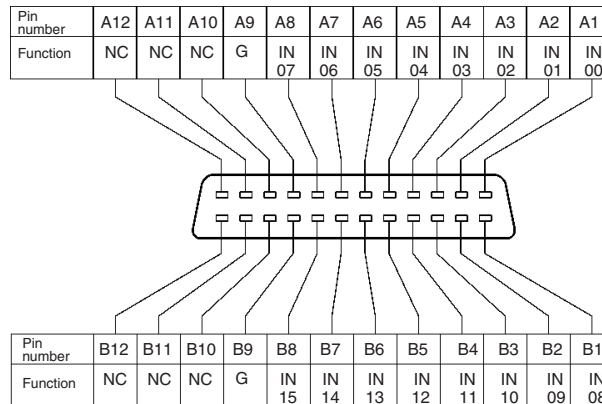 Pin number A12 A11 A10 A9 A8 A7 A6 A5 A4 A3 A2 A1
Function NC NC NC G IN 07 IN 06 IN 05 IN 04 IN 03 IN 02 IN 01 IN 00
Pin number B12 B11 B10 B9 B8 B7 B6 B5 B4 B3 B2 B1
Function NC NC NC G IN 15 IN 14 IN 13 IN 12 IN 11 IN 10 IN 09 IN 08